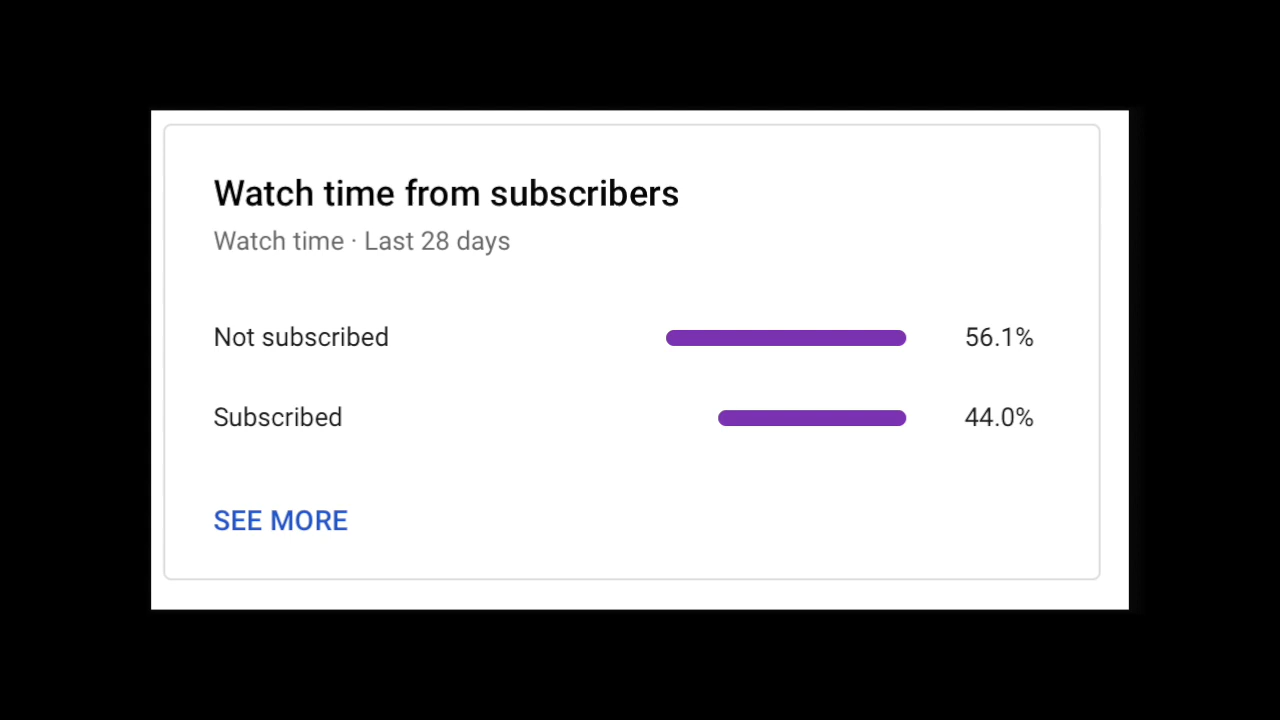 Watch time from subscribers
Watch time · Last 28 days
Not subscribed 56.1%
Subscribed 44.0%
SEE MORE